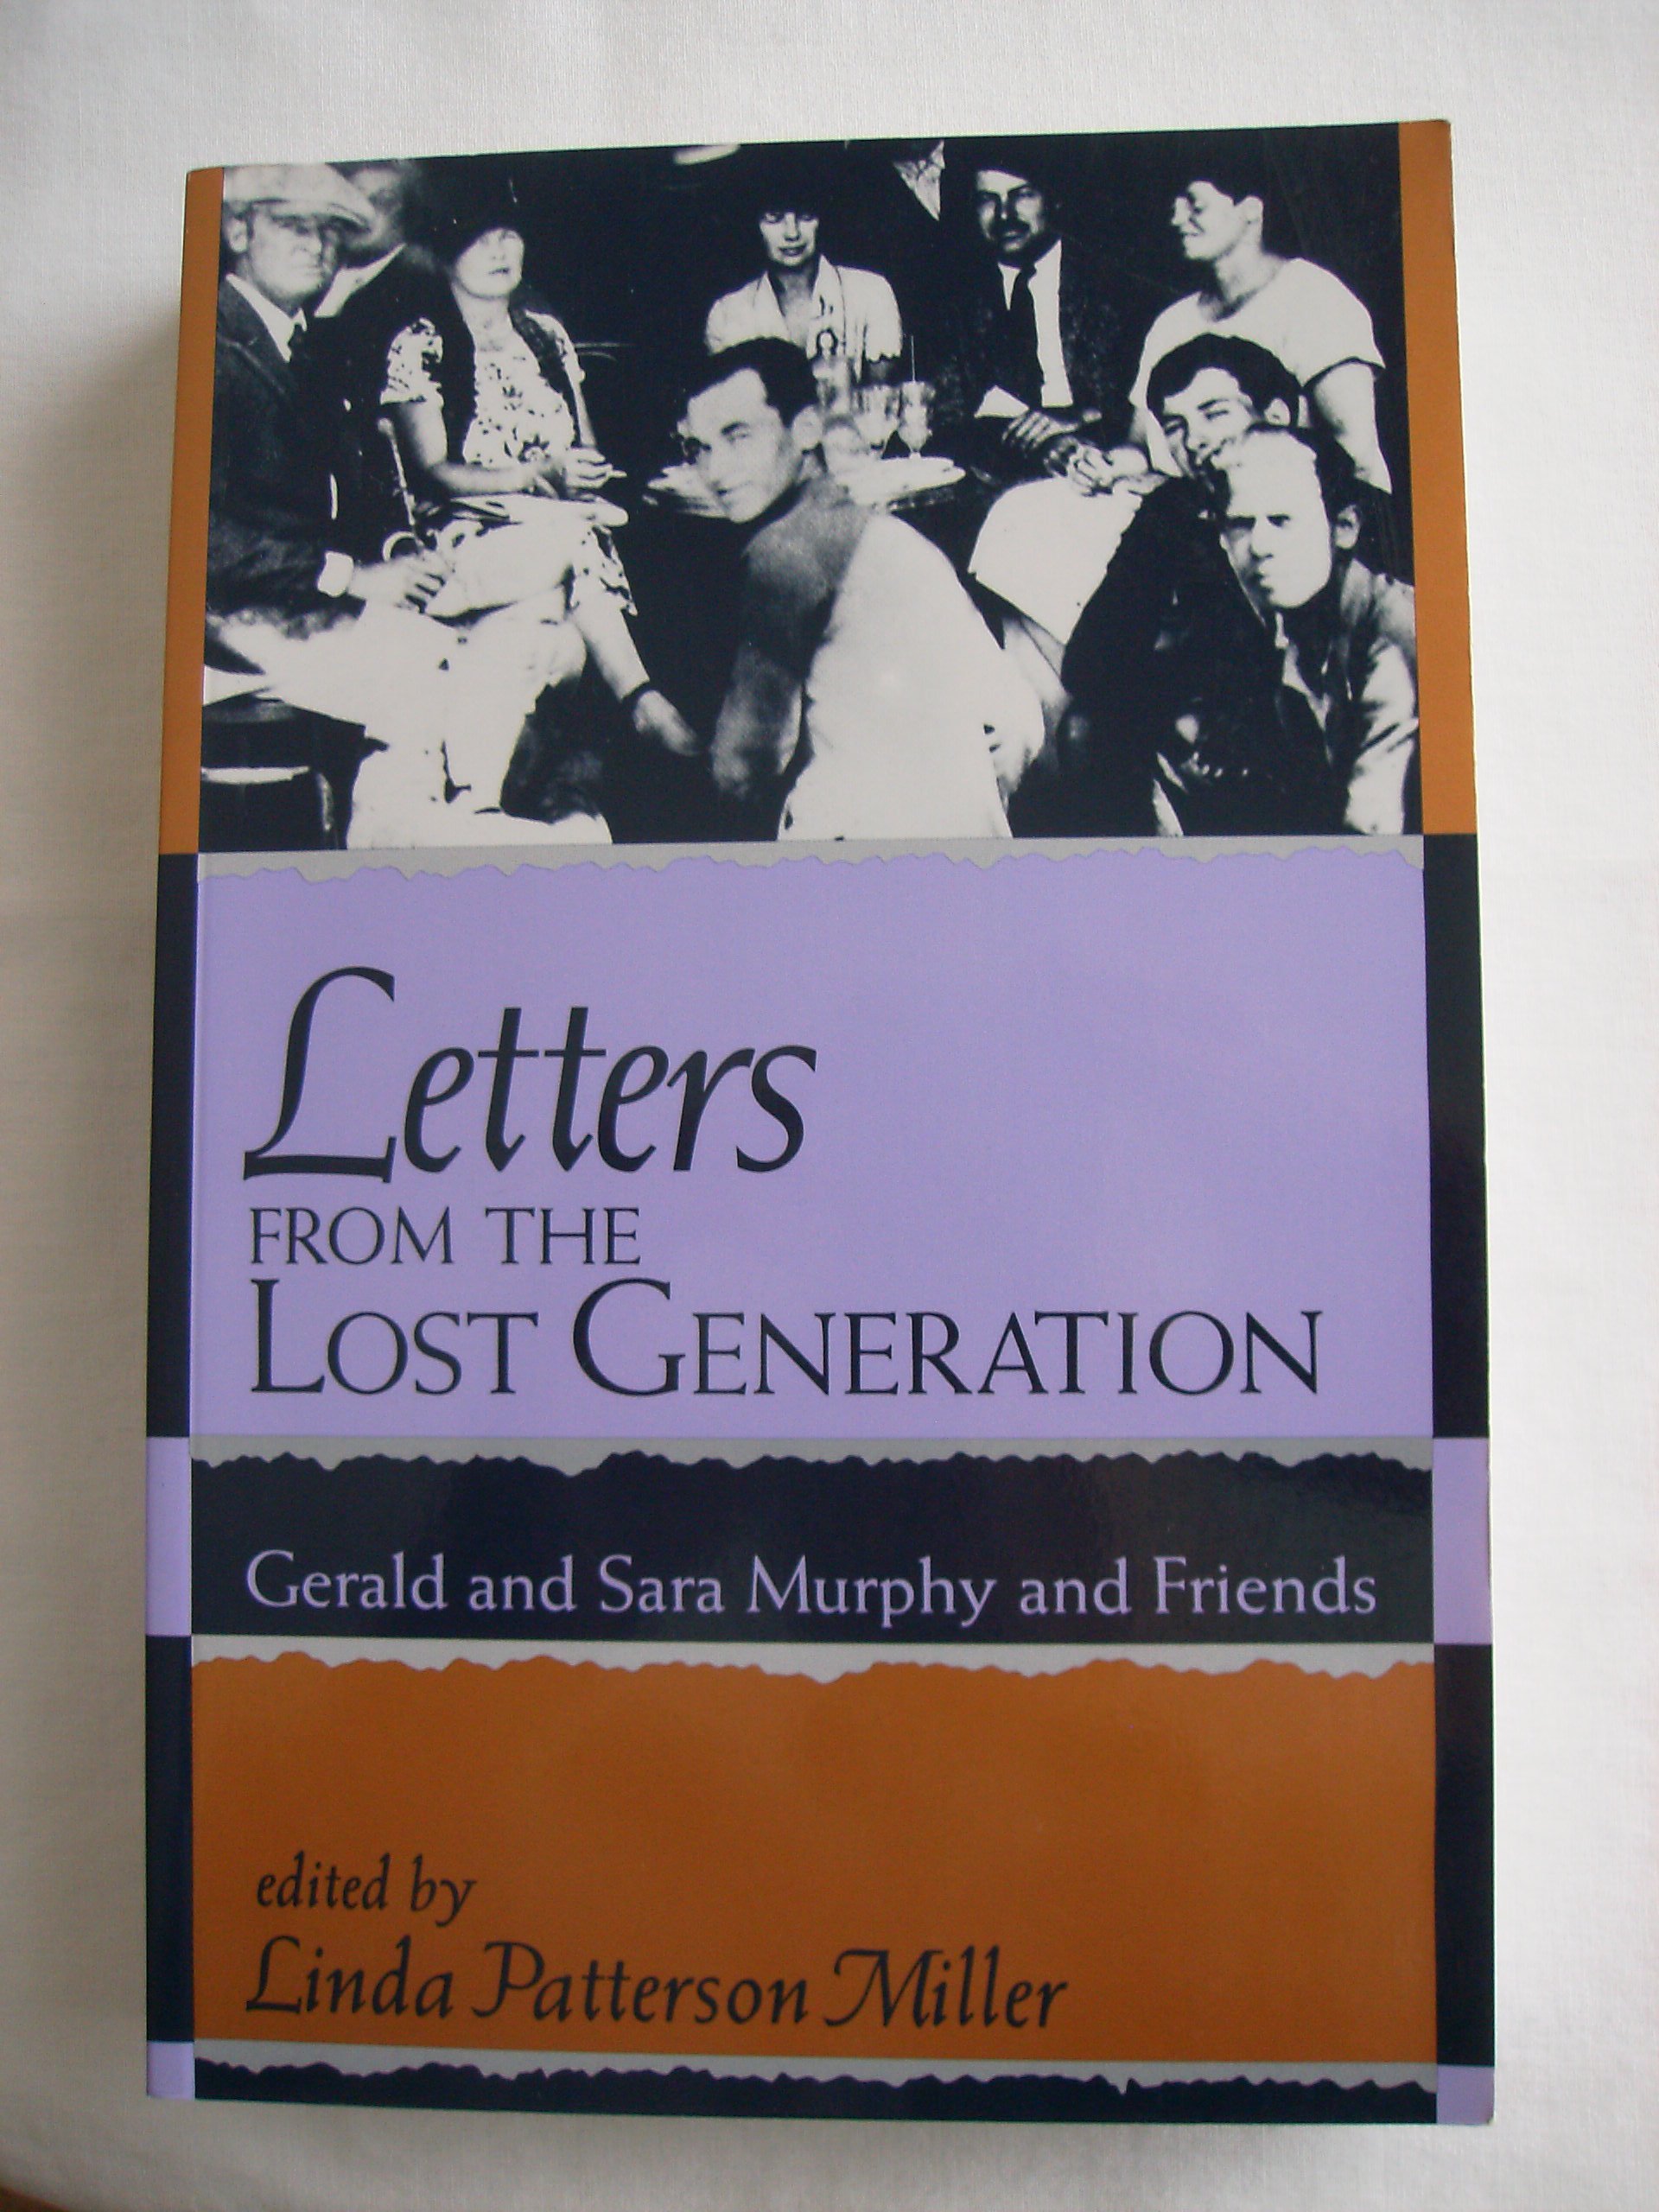 Letters
FROM THE
LOST GENERATION
Gerald and Sara Murphy and Friends
edited by
Linda Patterson Miller